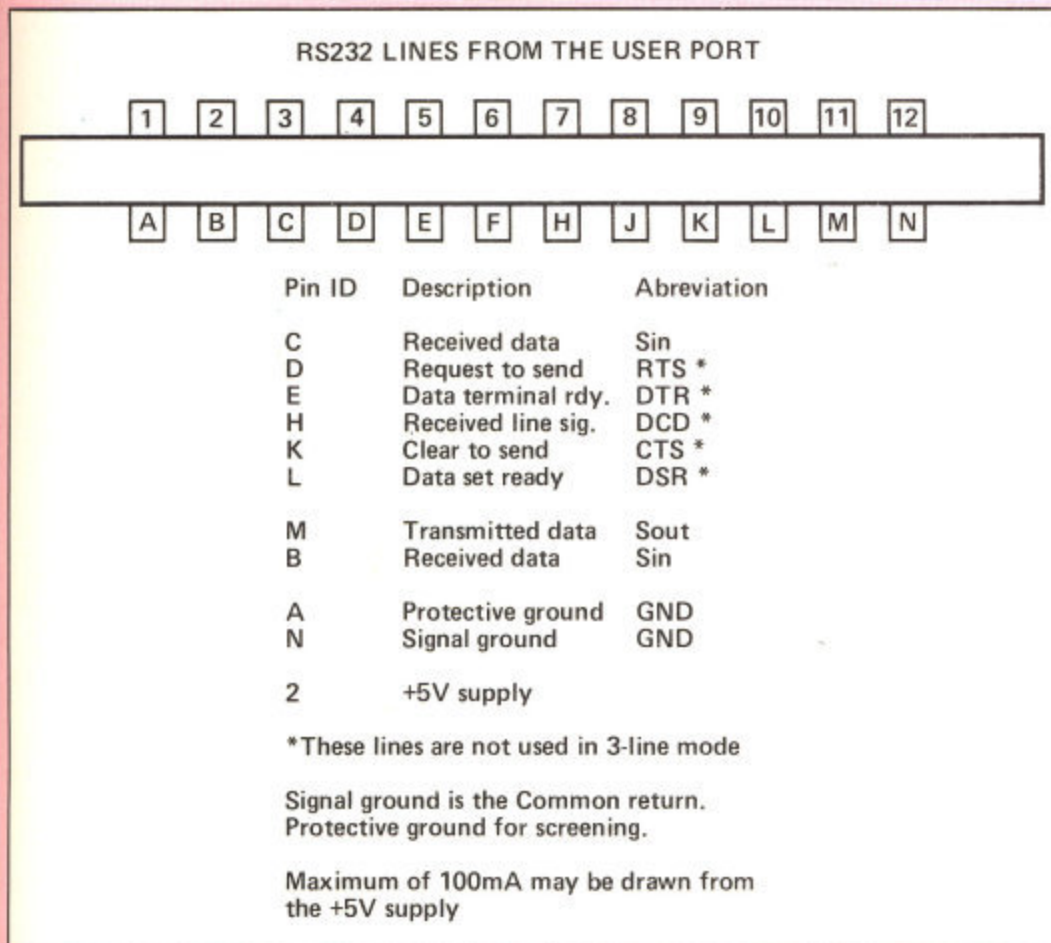 RS232 LINES FROM THE USER PORT
1 2 3 4 5 6 7 8 9 10 11 12
A B C D E F H J K L M N
Pin ID Description Abreviation
C Received data Sin
D Request to send RTS *
E Data terminal rdy. DTR *
H Received line sig. DCD *
K Clear to send CTS *
L Data set ready DSR *
M Transmitted data Sout
B Received data Sin
A Protective ground GND
N Signal ground GND
2 +5V supply
*These lines are not used in 3-line mode
Signal ground is the Common return.
Protective ground for screening.
Maximum of 100mA may be drawn from
the +5V supply